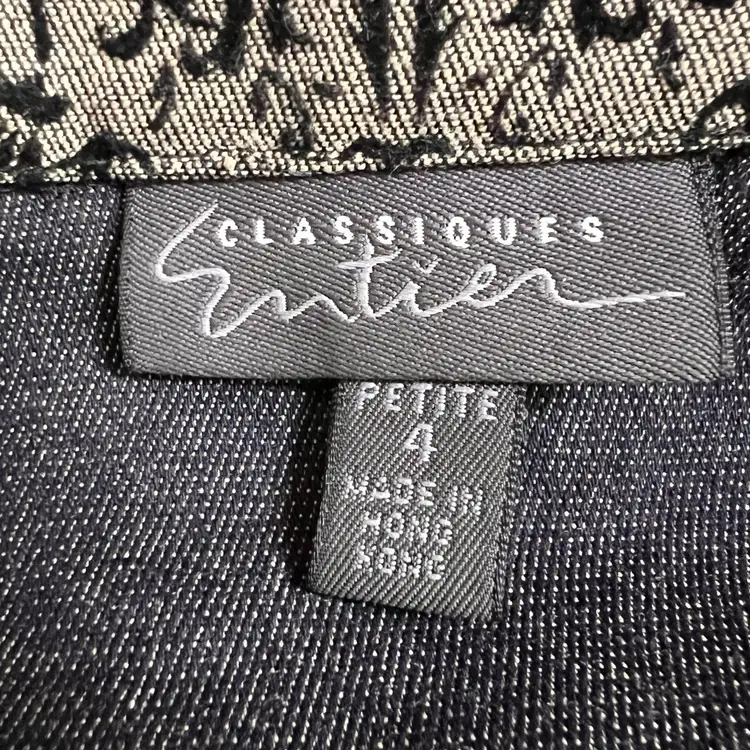 CLASSIQUES
Entier
PETITE
4
MADE IN
HONG
KONG